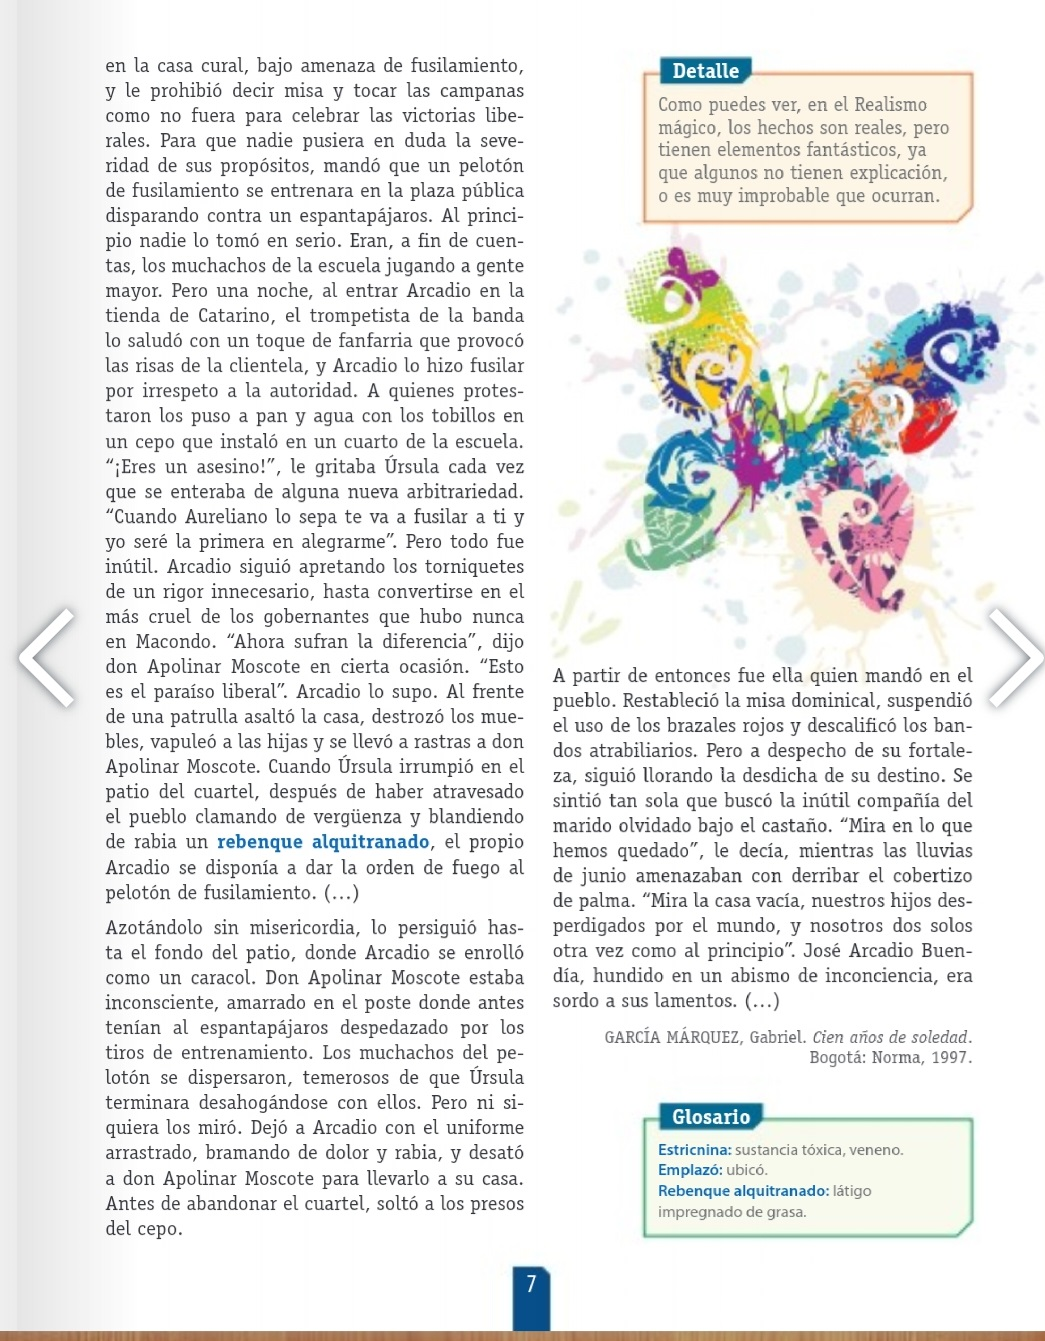 en la casa cural, bajo amenaza de fusilamiento,
y le prohibió decir misa y tocar las campanas
como no fuera para celebrar las victorias libe-
rales. Para que nadie pusiera en duda la seve-
ridad de sus propósitos, mandó que un pelotón
de fusilamiento se entrenara en la plaza pública
disparando contra un espantapájaros. Al princi-
pio nadie lo tomó en serio. Eran, a fin de cuen-
tas, los muchachos de la escuela jugando a gente
mayor. Pero una noche, al entrar Arcadio en la
tienda de Catarino, el trompetista de la banda
lo saludó con un toque de fanfarria que provocó
las risas de la clientela, y Arcadio lo hizo fusilar
por irrespeto a la autoridad. A quienes protes-
taron los puso a pan y agua con los tobillos en
un cepo que instaló en un cuarto de la escuela.
“¡Eres un asesino!”, le gritaba Úrsula cada vez
que se enteraba de alguna nueva arbitrariedad.
“Cuando Aureliano lo sepa te va a fusilar a ti y
yo seré la primera en alegrarme”. Pero todo fue
inútil. Arcadio siguió apretando los torniquetes
de un rigor innecesario, hasta convertirse en el
más cruel de los gobernantes que hubo nunca
en Macondo. “Ahora sufran la diferencia”, dijo
don Apolinar Moscote en cierta ocasión. “Esto
es el paraíso liberal”. Arcadio lo supo. Al frente
de una patrulla asaltó la casa, destrozó los mue-
bles, vapuleó a las hijas y se llevó a rastras a don
Apolinar Moscote. Cuando Úrsula irrumpió en el
patio del cuartel, después de haber atravesado
el pueblo clamando de vergüenza y blandiendo
de rabia un rebenque alquitranado, el propio
Arcadio se disponía a dar la orden de fuego al
pelotón de fusilamiento. (...)
Azotándolo sin misericordia, lo persiguió has-
ta el fondo del patio, donde Arcadio se enrolló
como un caracol. Don Apolinar Moscote estaba
inconsciente, amarrado en el poste donde antes
tenían al espantapájaros despedazado por los
tiros de entrenamiento. Los muchachos del pe-
lotón se dispersaron, temerosos de que Úrsula
terminara desahogándose con ellos. Pero ni si-
quiera los miró. Dejó a Arcadio con el uniforme
arrastrado, bramando de dolor y rabia, y desató
a don Apolinar Moscote para llevarlo a su casa.
Antes de abandonar el cuartel, soltó a los presos
del cepo.
Detalle
Como puedes ver, en el Realismo
mágico, los hechos son reales, pero
tienen elementos fantásticos, ya
que algunos no tienen explicación,
o es muy improbable que ocurran.
A partir de entonces fue ella quien mandó en el
pueblo. Restableció la misa dominical, suspendió
el uso de los brazales rojos y descalificó los ban-
dos atrabiliarios. Pero a despecho de su fortale-
za, siguió llorando la desdicha de su destino. Se
sintió tan sola que buscó la inútil compañía del
marido olvidado bajo el castaño. “Mira en lo que
hemos quedado”, le decía, mientras las lluvias
de junio amenazaban con derribar el cobertizo
de palma. “Mira la casa vacía, nuestros hijos des-
perdigados por el mundo, y nosotros dos solos
otra vez como al principio”. José Arcadio Buen-
día, hundido en un abismo de inconciencia, era
sordo a sus lamentos. (...)
GARCÍA MÁRQUEZ, Gabriel. Cien años de soledad.
Bogotá: Norma, 1997.
Glosario
Estricnina: sustancia tóxica, veneno.
Emplazó: ubicó.
Rebenque alquitranado: látigo
impregnado de grasa.
7